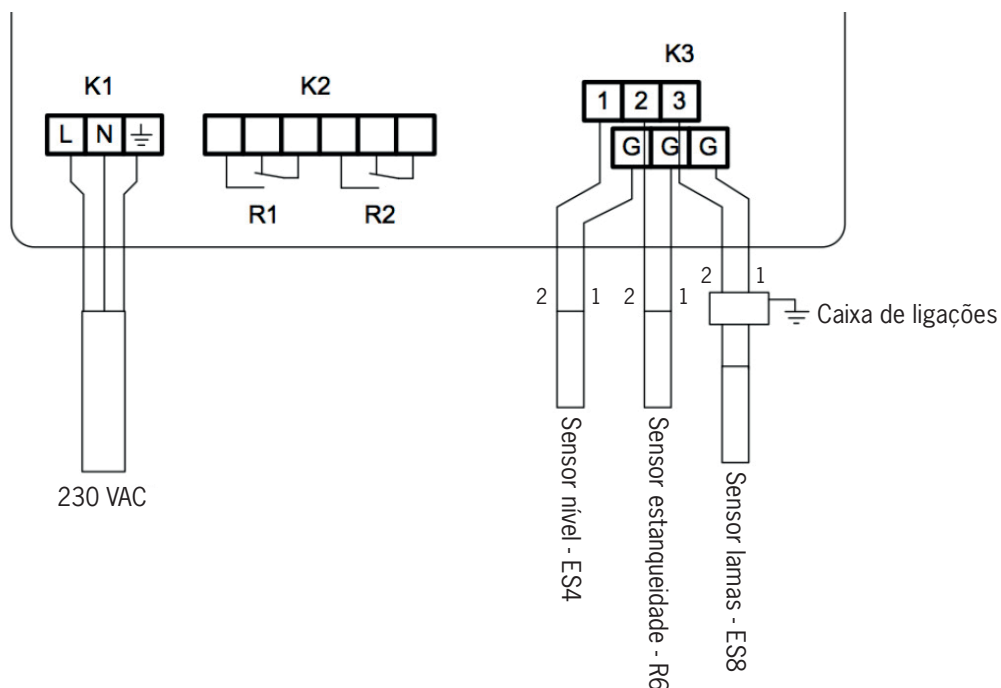 K1
K2
K3
L N
1 2 3
G G G
R1
R2
2 1
2 1
2 1
Caixa de ligações
230 VAC
Sensor nível - ES4
Sensor estanqueidade - R6
Sensor lamas - ES8